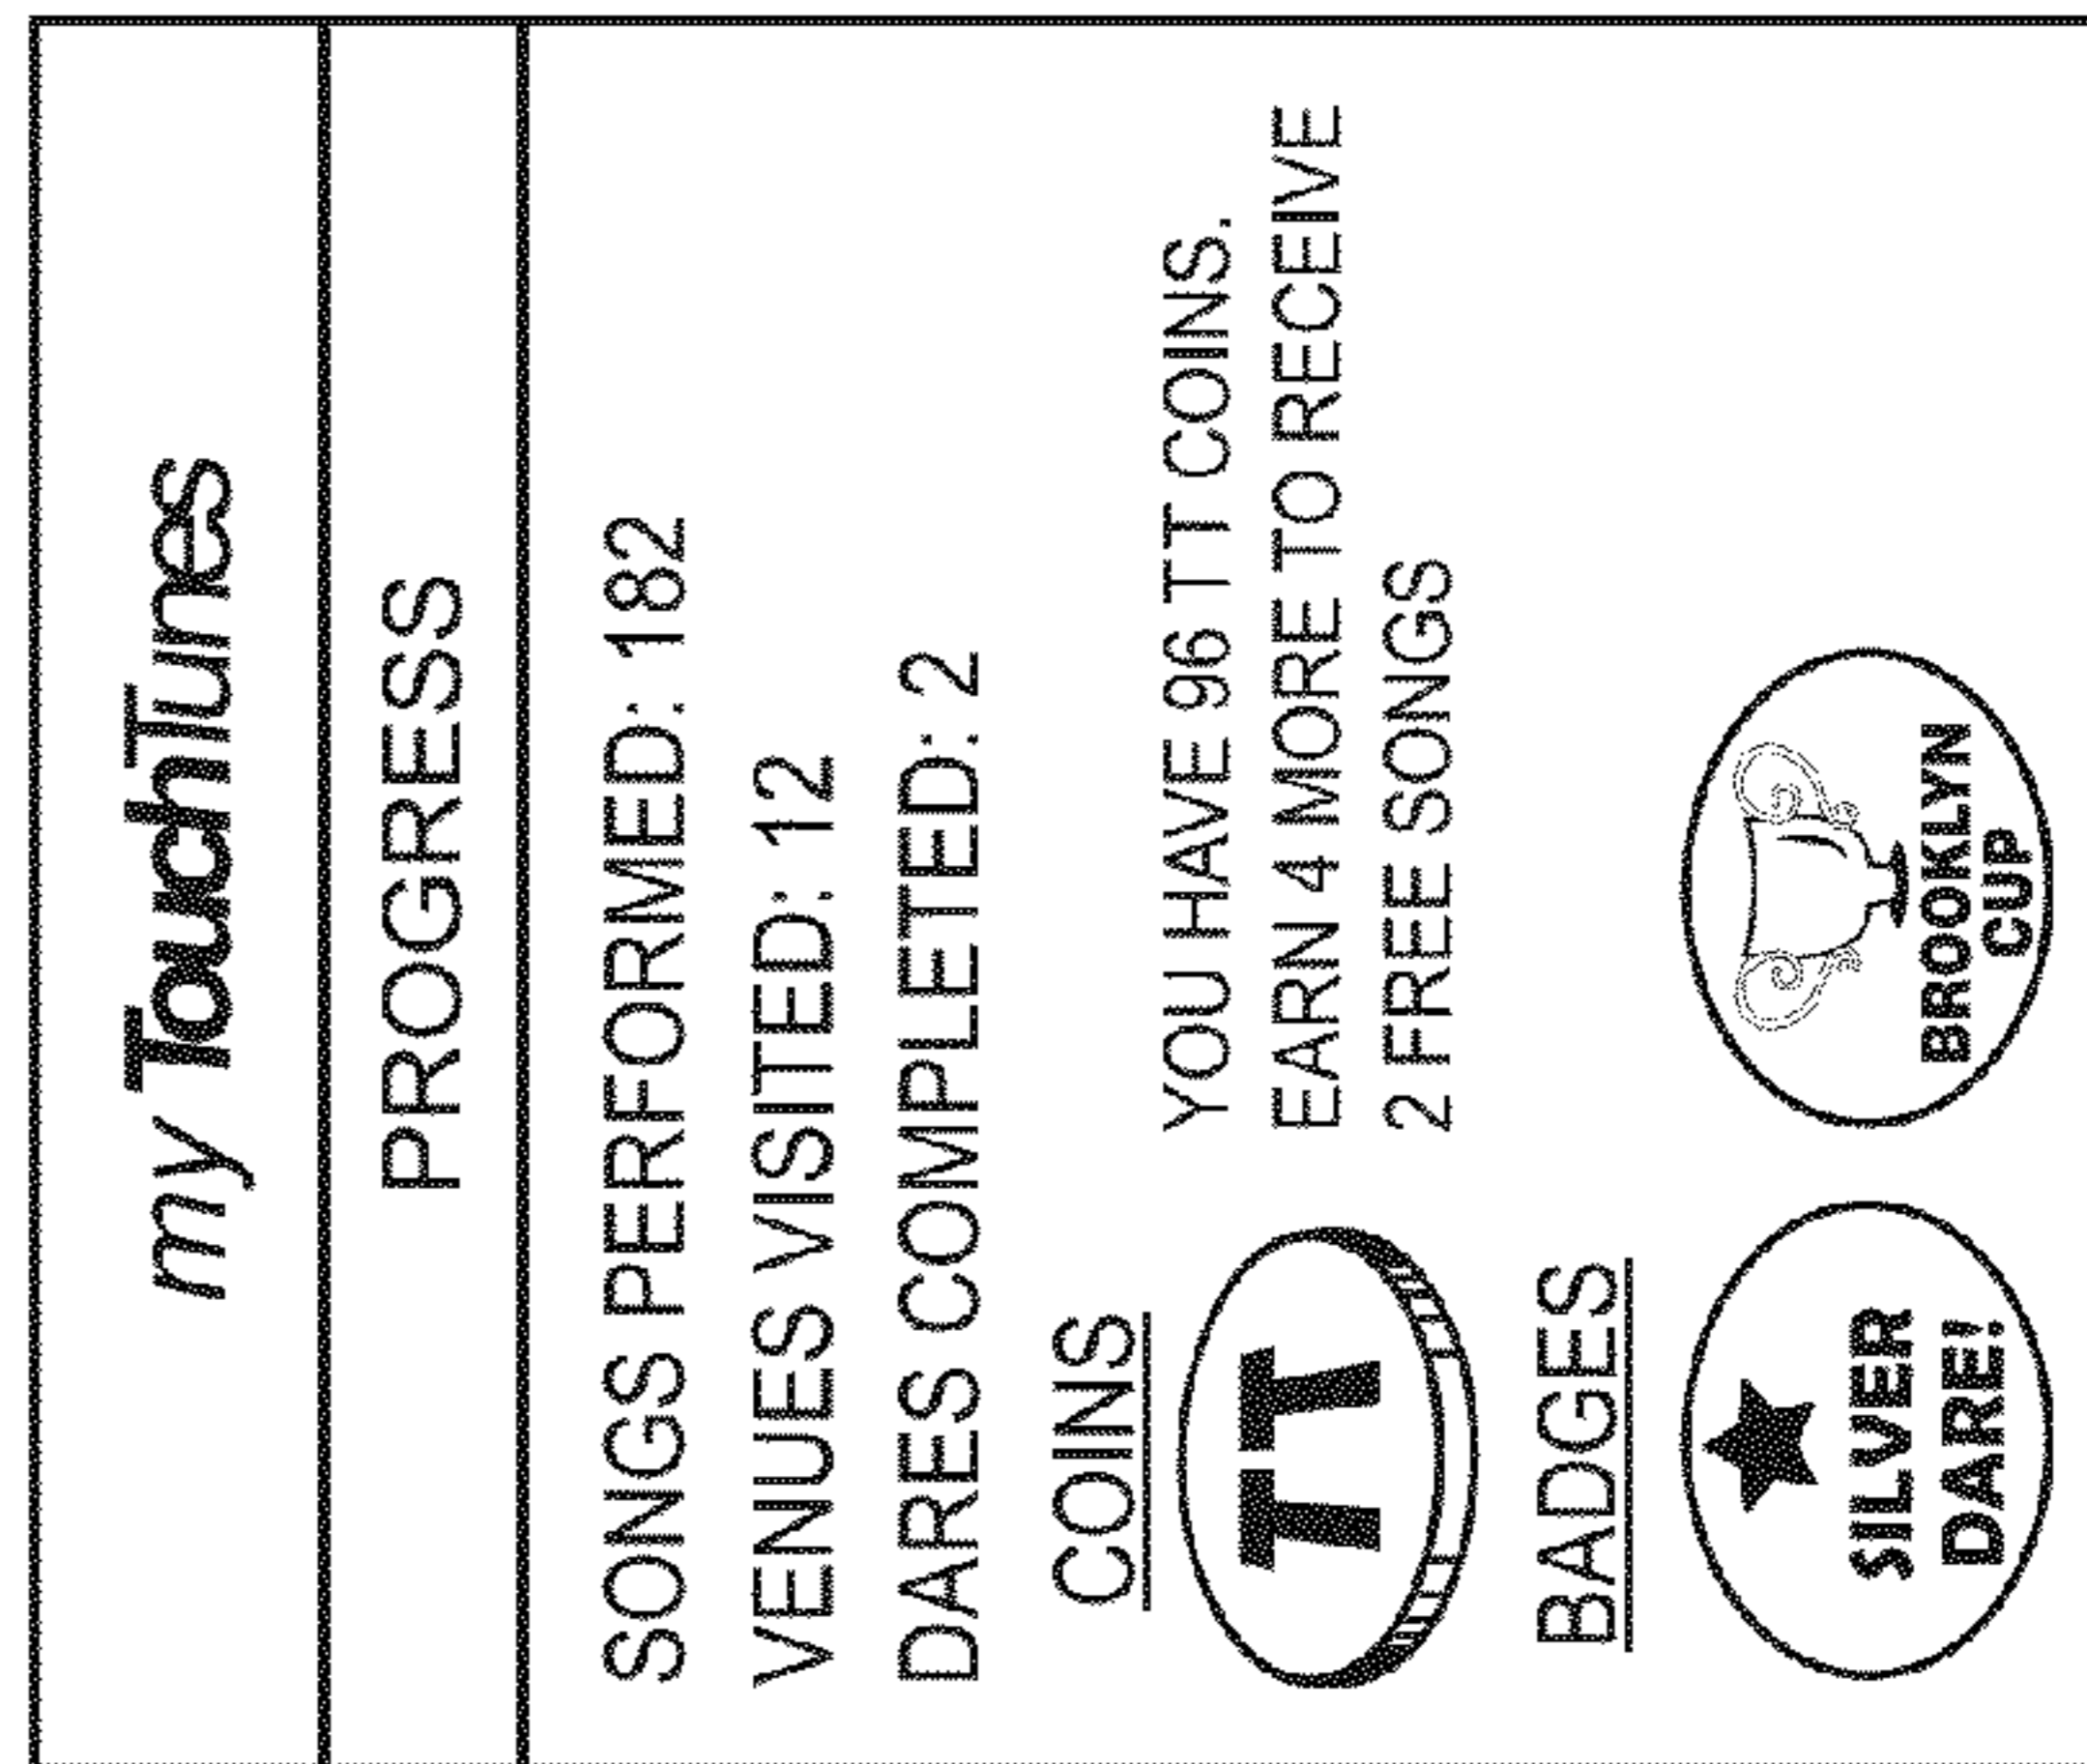 my TouchTunes
PROGRESS
SONGS PERFORMED: 182
VENUES VISITED: 12
DARES COMPLETED: 2
COINS
TT
YOU HAVE 96 TT COINS.
EARN 4 MORE TO RECEIVE
2 FREE SONGS
BADGES
SILVER
DARE!
BROOKLYN
CUP